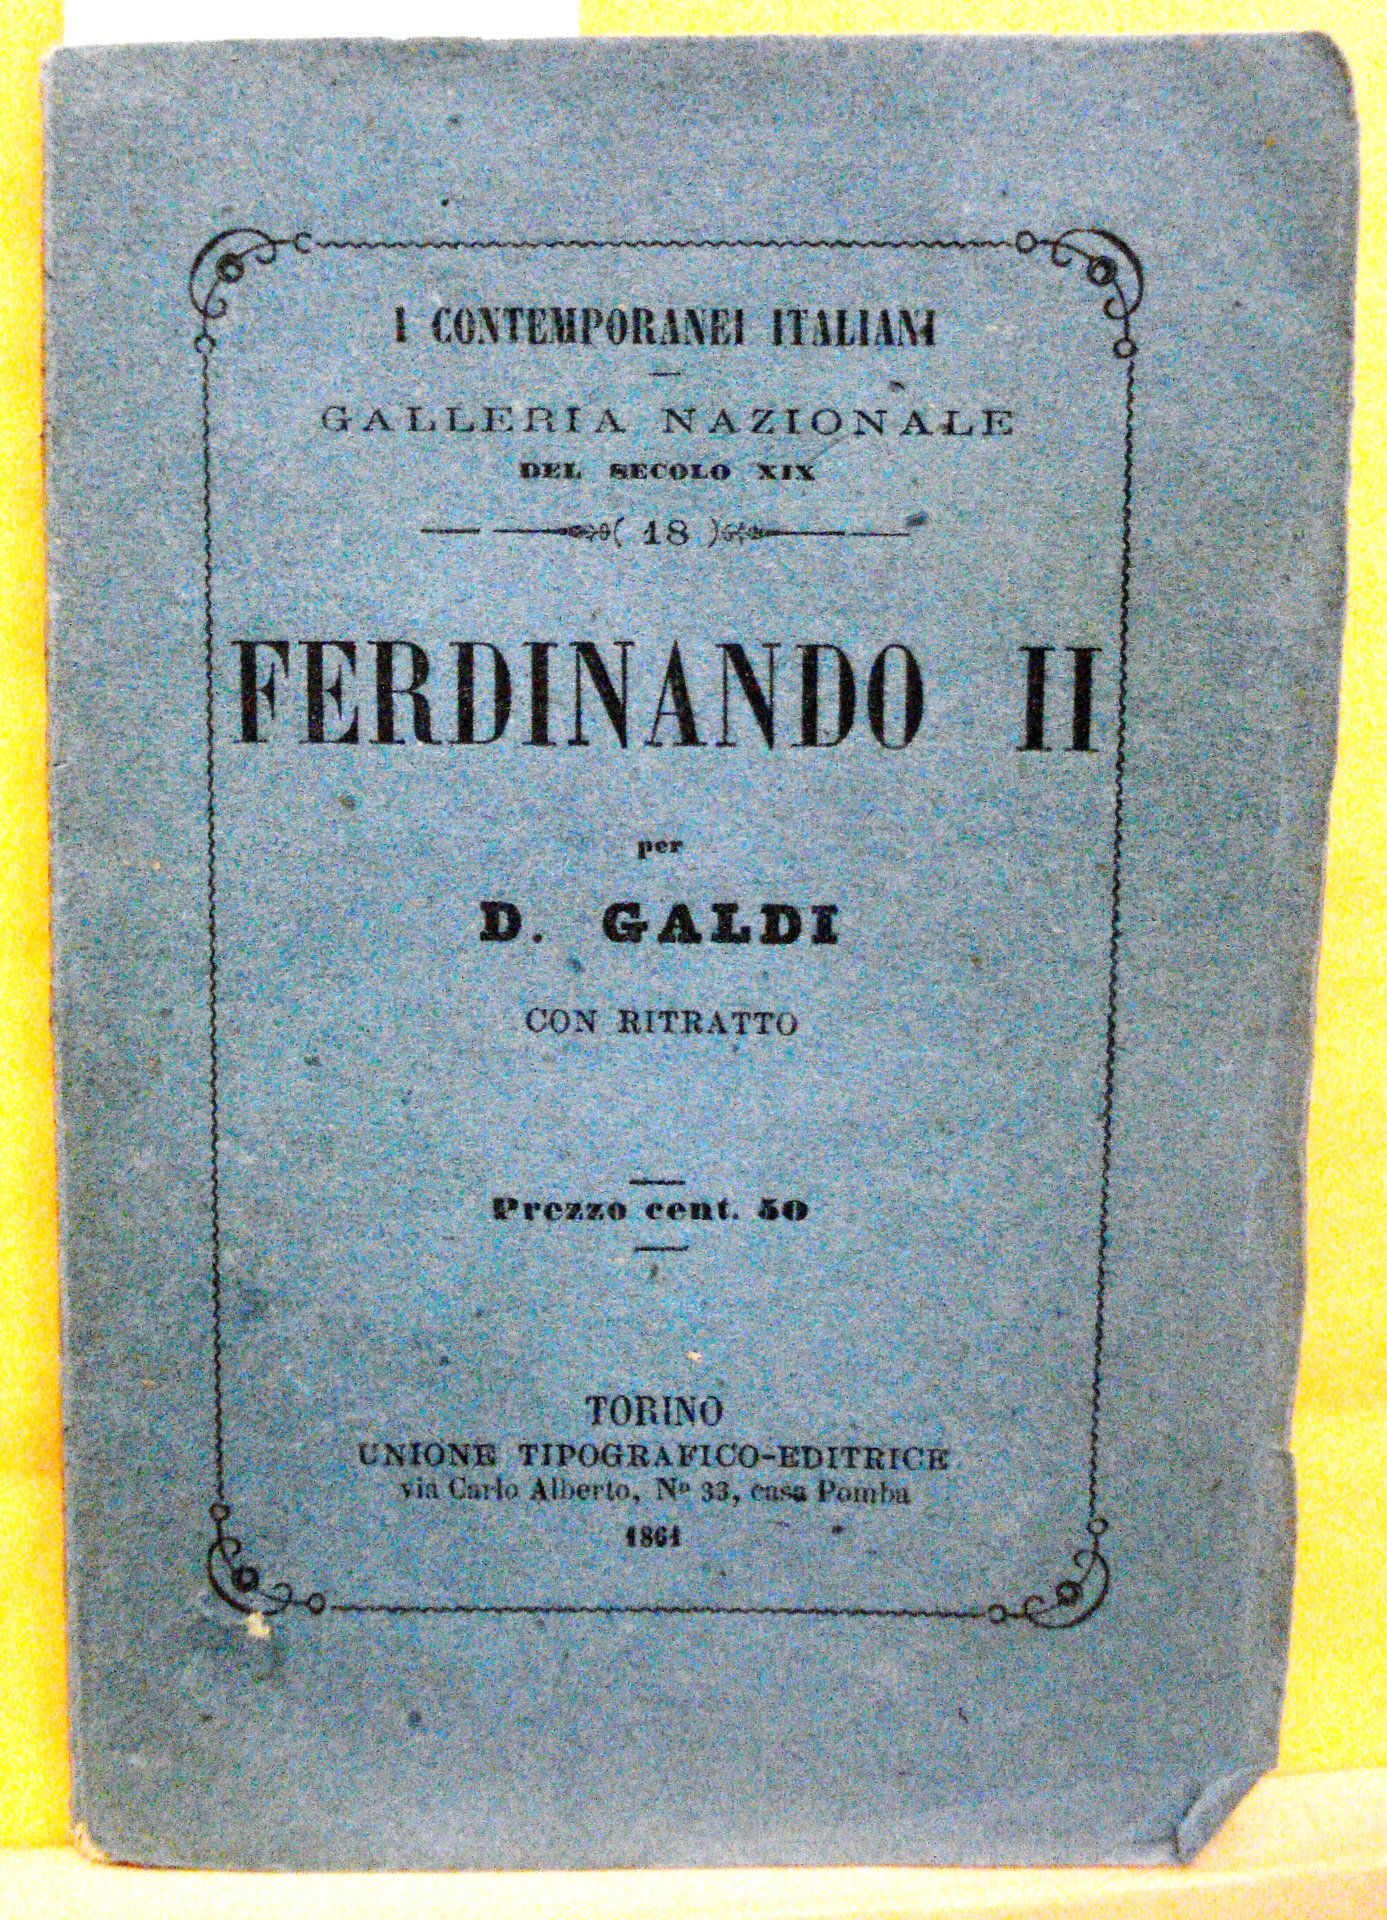 I CONTEMPORANEI ITALIANI
GALLERIA NAZIONALE
DEL SECOLO XIX
( 18 )
FERDINANDO II
per
D. GALDI
CON RITRATTO
Prezzo cent. 50
TORINO
UNIONE TIPOGRAFICO-EDITRICE
via Carlo Alberto, Nº 33, casa Pomba
1861